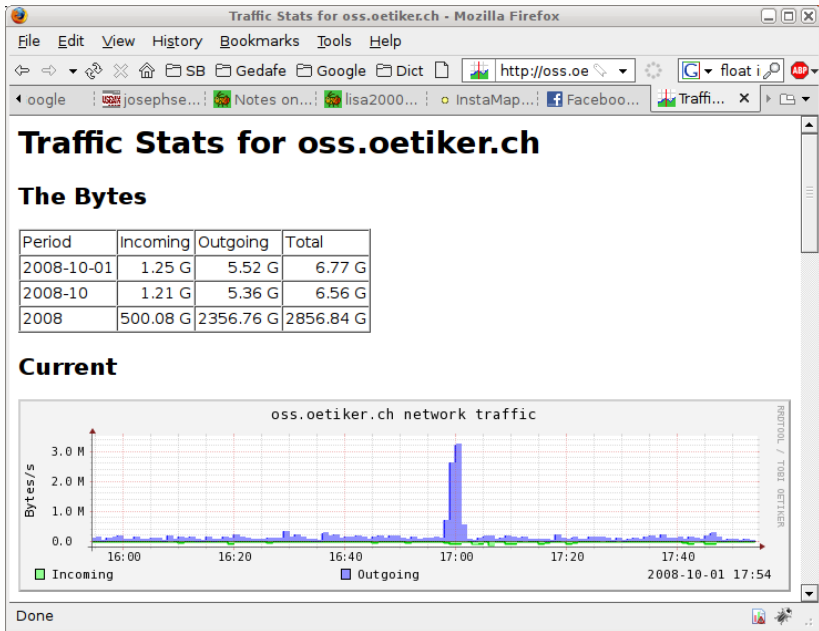 Traffic Stats for oss.oetiker.ch - Mozilla Firefox
File Edit View History Bookmarks Tools Help
SB Gedafe Google Dict http://oss.oe G float i ABP
oogle josephse... Notes on... lisa2000... InstaMap... Faceboo... Traffi...
Traffic Stats for oss.oetiker.ch
The Bytes
Period Incoming Outgoing Total
2008-10-01 1.25 G 5.52 G 6.77 G
2008-10 1.21 G 5.36 G 6.56 G
2008 500.08 G 2356.76 G 2856.84 G
Current
oss.oetiker.ch network traffic
RRDTOOL / TOBI OETIKER
Bytes/s
3.0 M
2.0 M
1.0 M
0.0
16:00 16:20 16:40 17:00 17:20 17:40
Incoming Outgoing 2008-10-01 17:54
Done